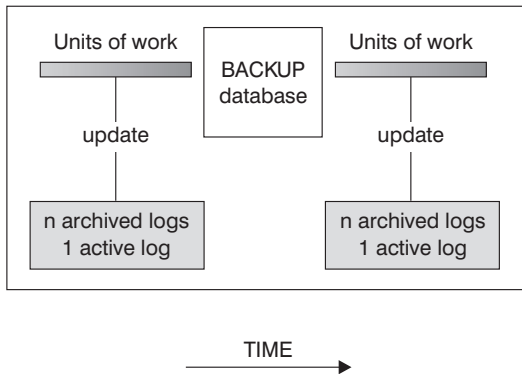 Units of work
BACKUP
database
Units of work
update
update
n archived logs
1 active log
n archived logs
1 active log
TIME